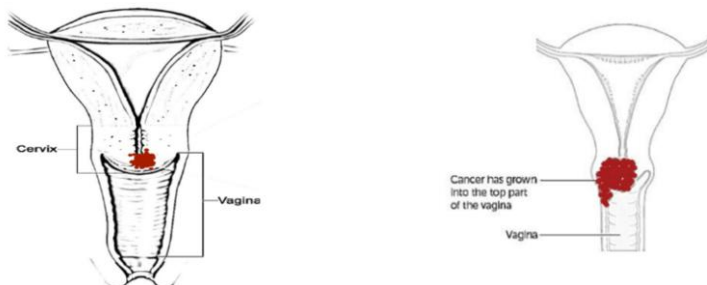 Cervix
Vagina
Cancer has grown
into the top part
of the vagina
Vagina